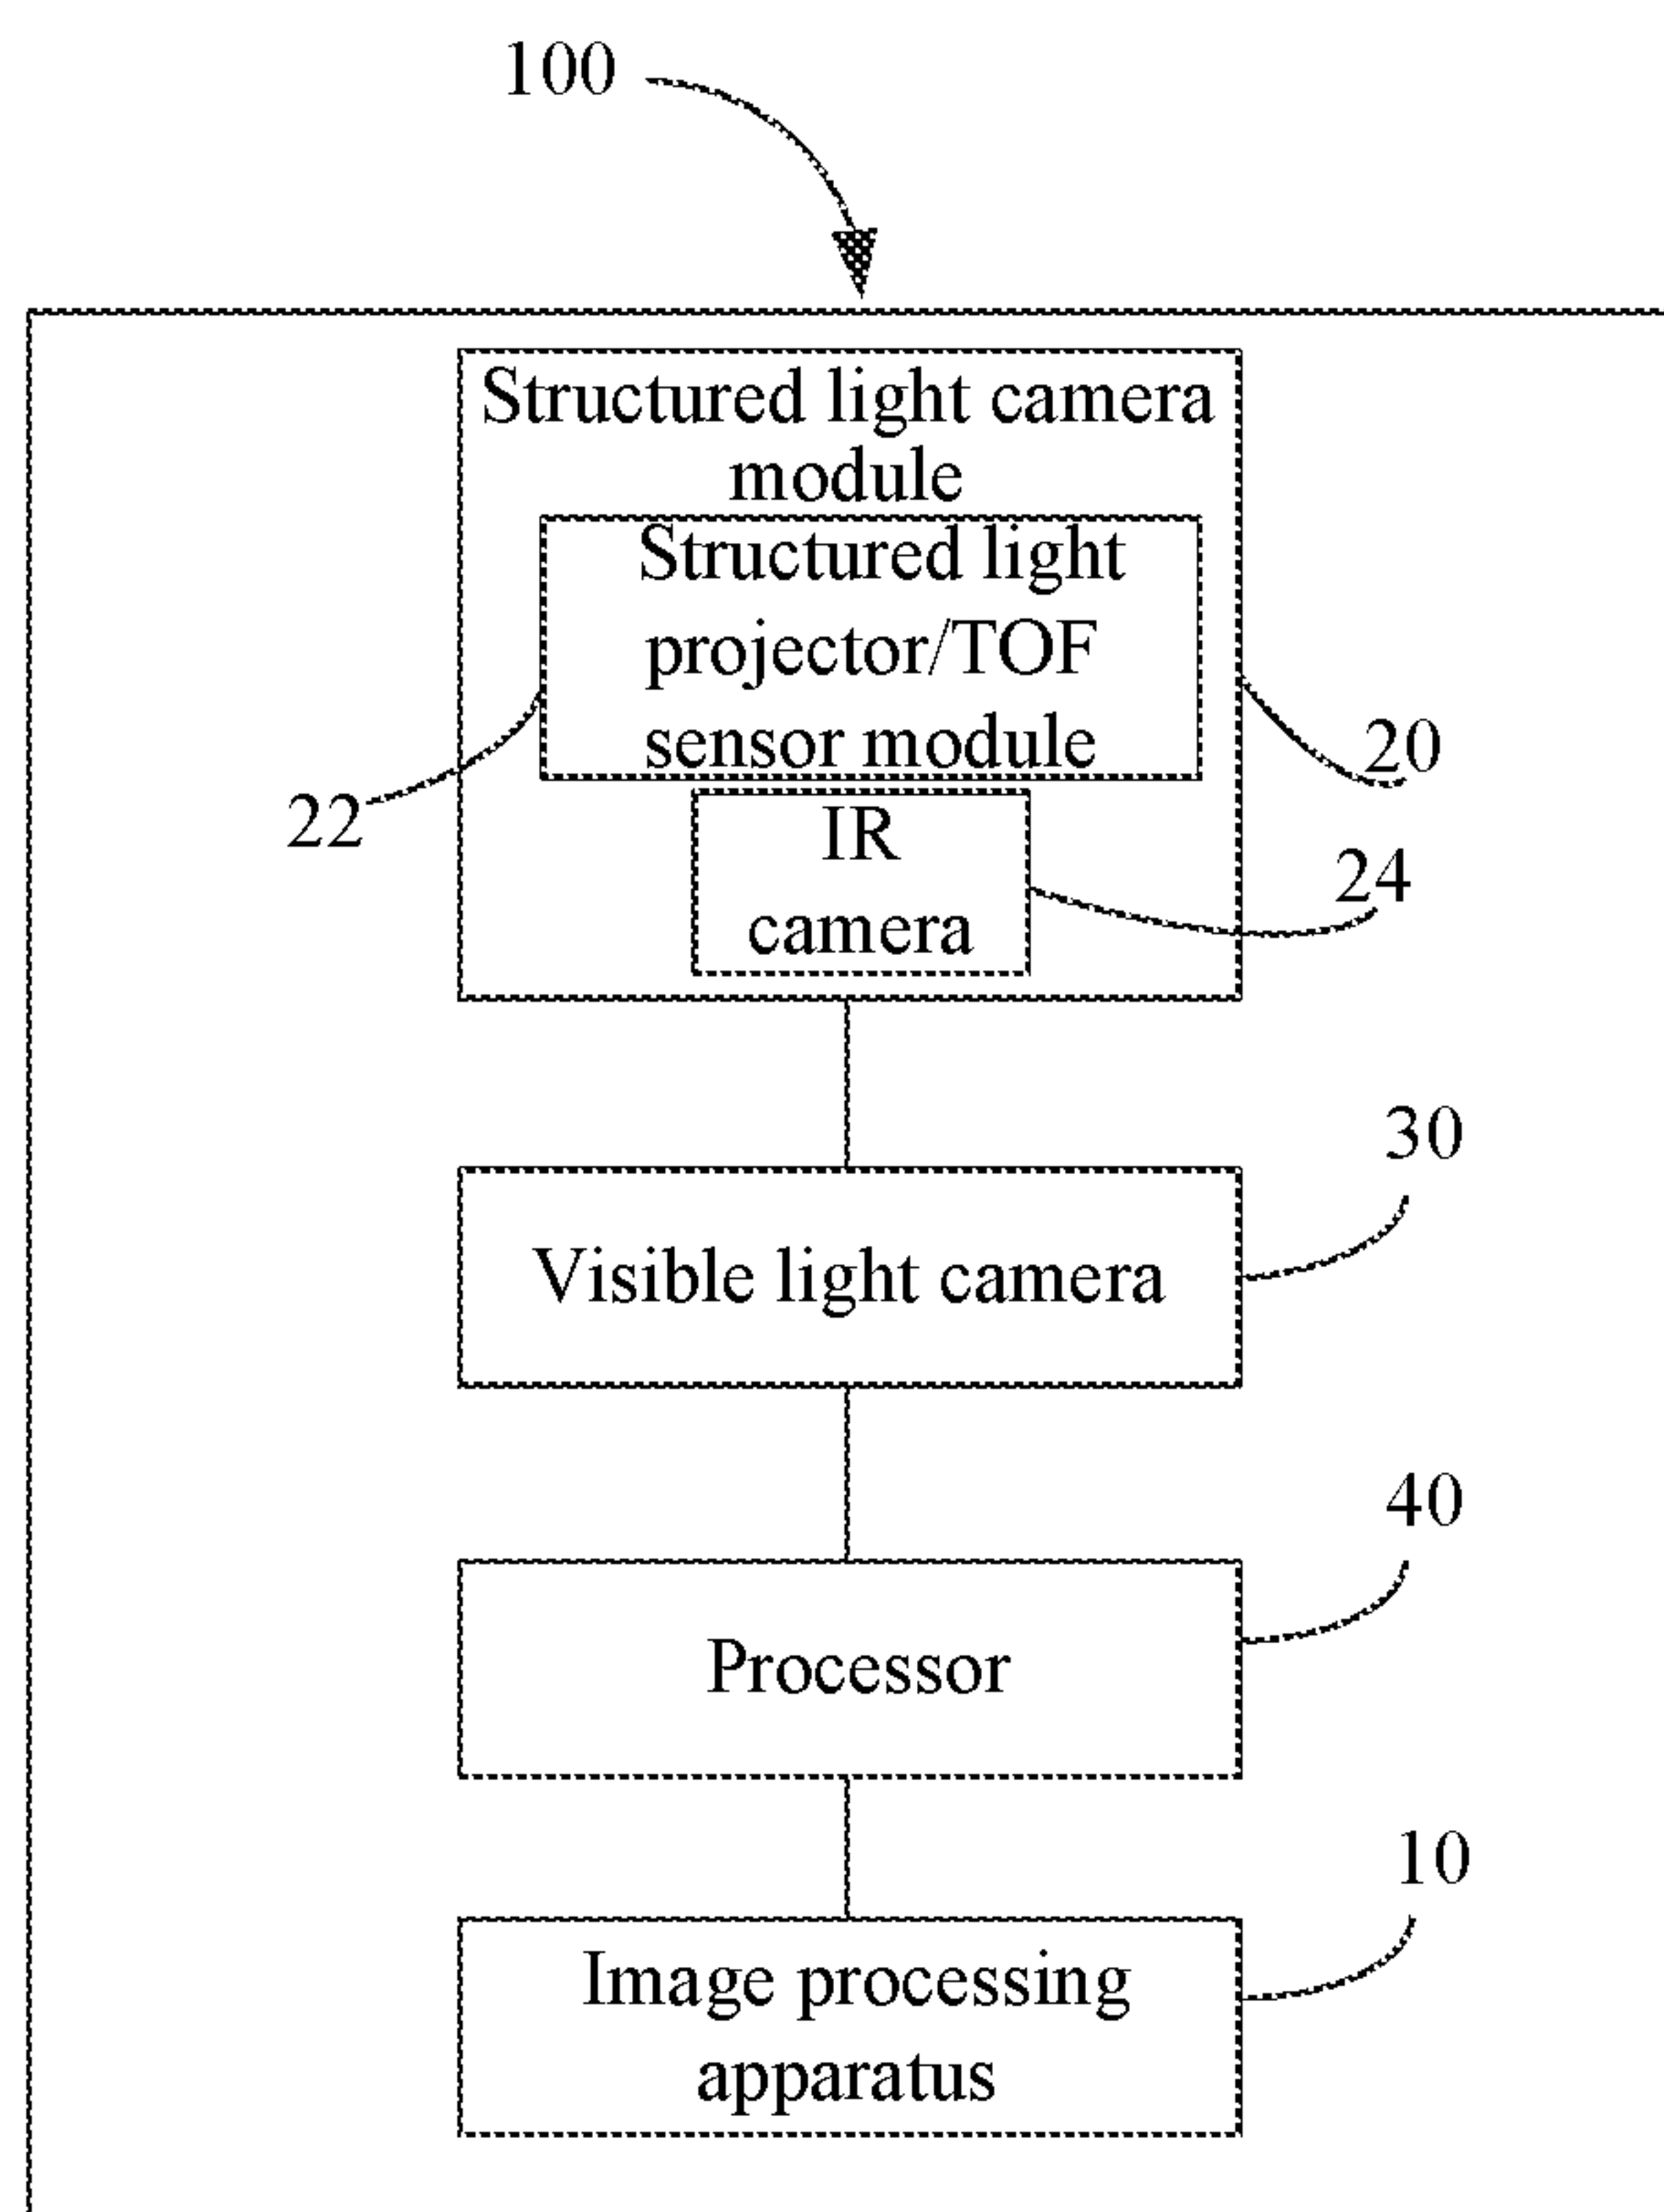 100
Structured light camera
module
Structured light
projector/TOF
sensor module
20
22
IR
camera
24
30
Visible light camera
40
Processor
10
Image processing
apparatus